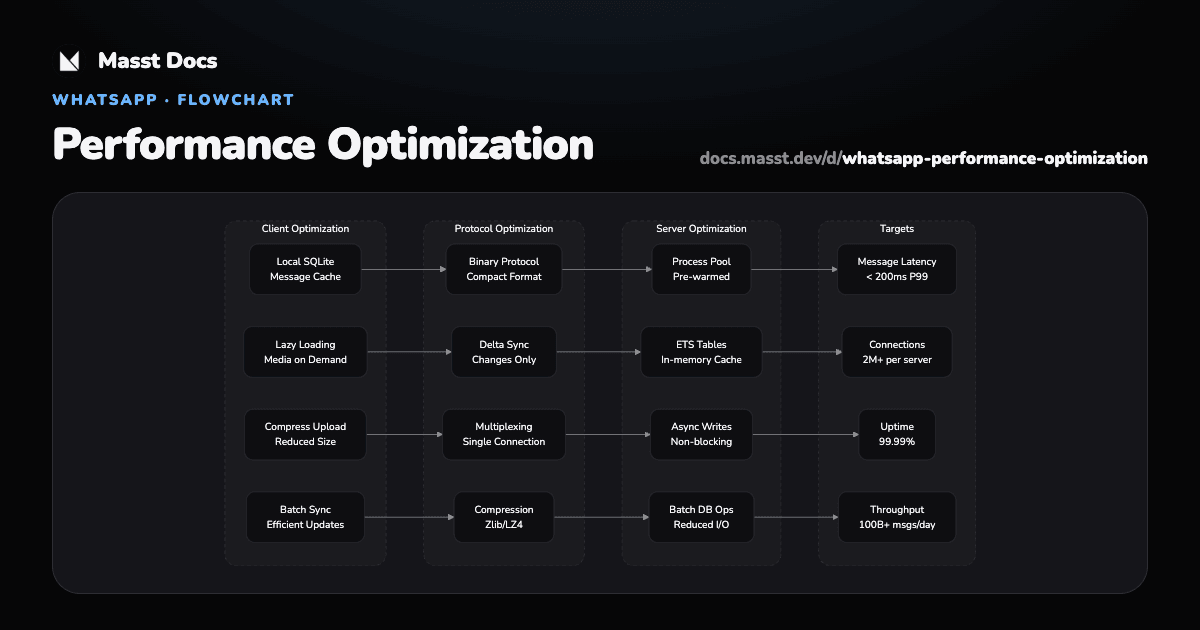 Masst Docs
WHATSAPP · FLOWCHART
Performance Optimization
docs.masst.dev/d/whatsapp-performance-optimization
Client Optimization
Local SQLite
Message Cache
Lazy Loading
Media on Demand
Compress Upload
Reduced Size
Batch Sync
Efficient Updates
Protocol Optimization
Binary Protocol
Compact Format
Delta Sync
Changes Only
Multiplexing
Single Connection
Compression
Zlib/LZ4
Server Optimization
Process Pool
Pre-warmed
ETS Tables
In-memory Cache
Async Writes
Non-blocking
Batch DB Ops
Reduced I/O
Targets
Message Latency
< 200ms P99
Connections
2M+ per server
Uptime
99.99%
Throughput
100B+ msgs/day